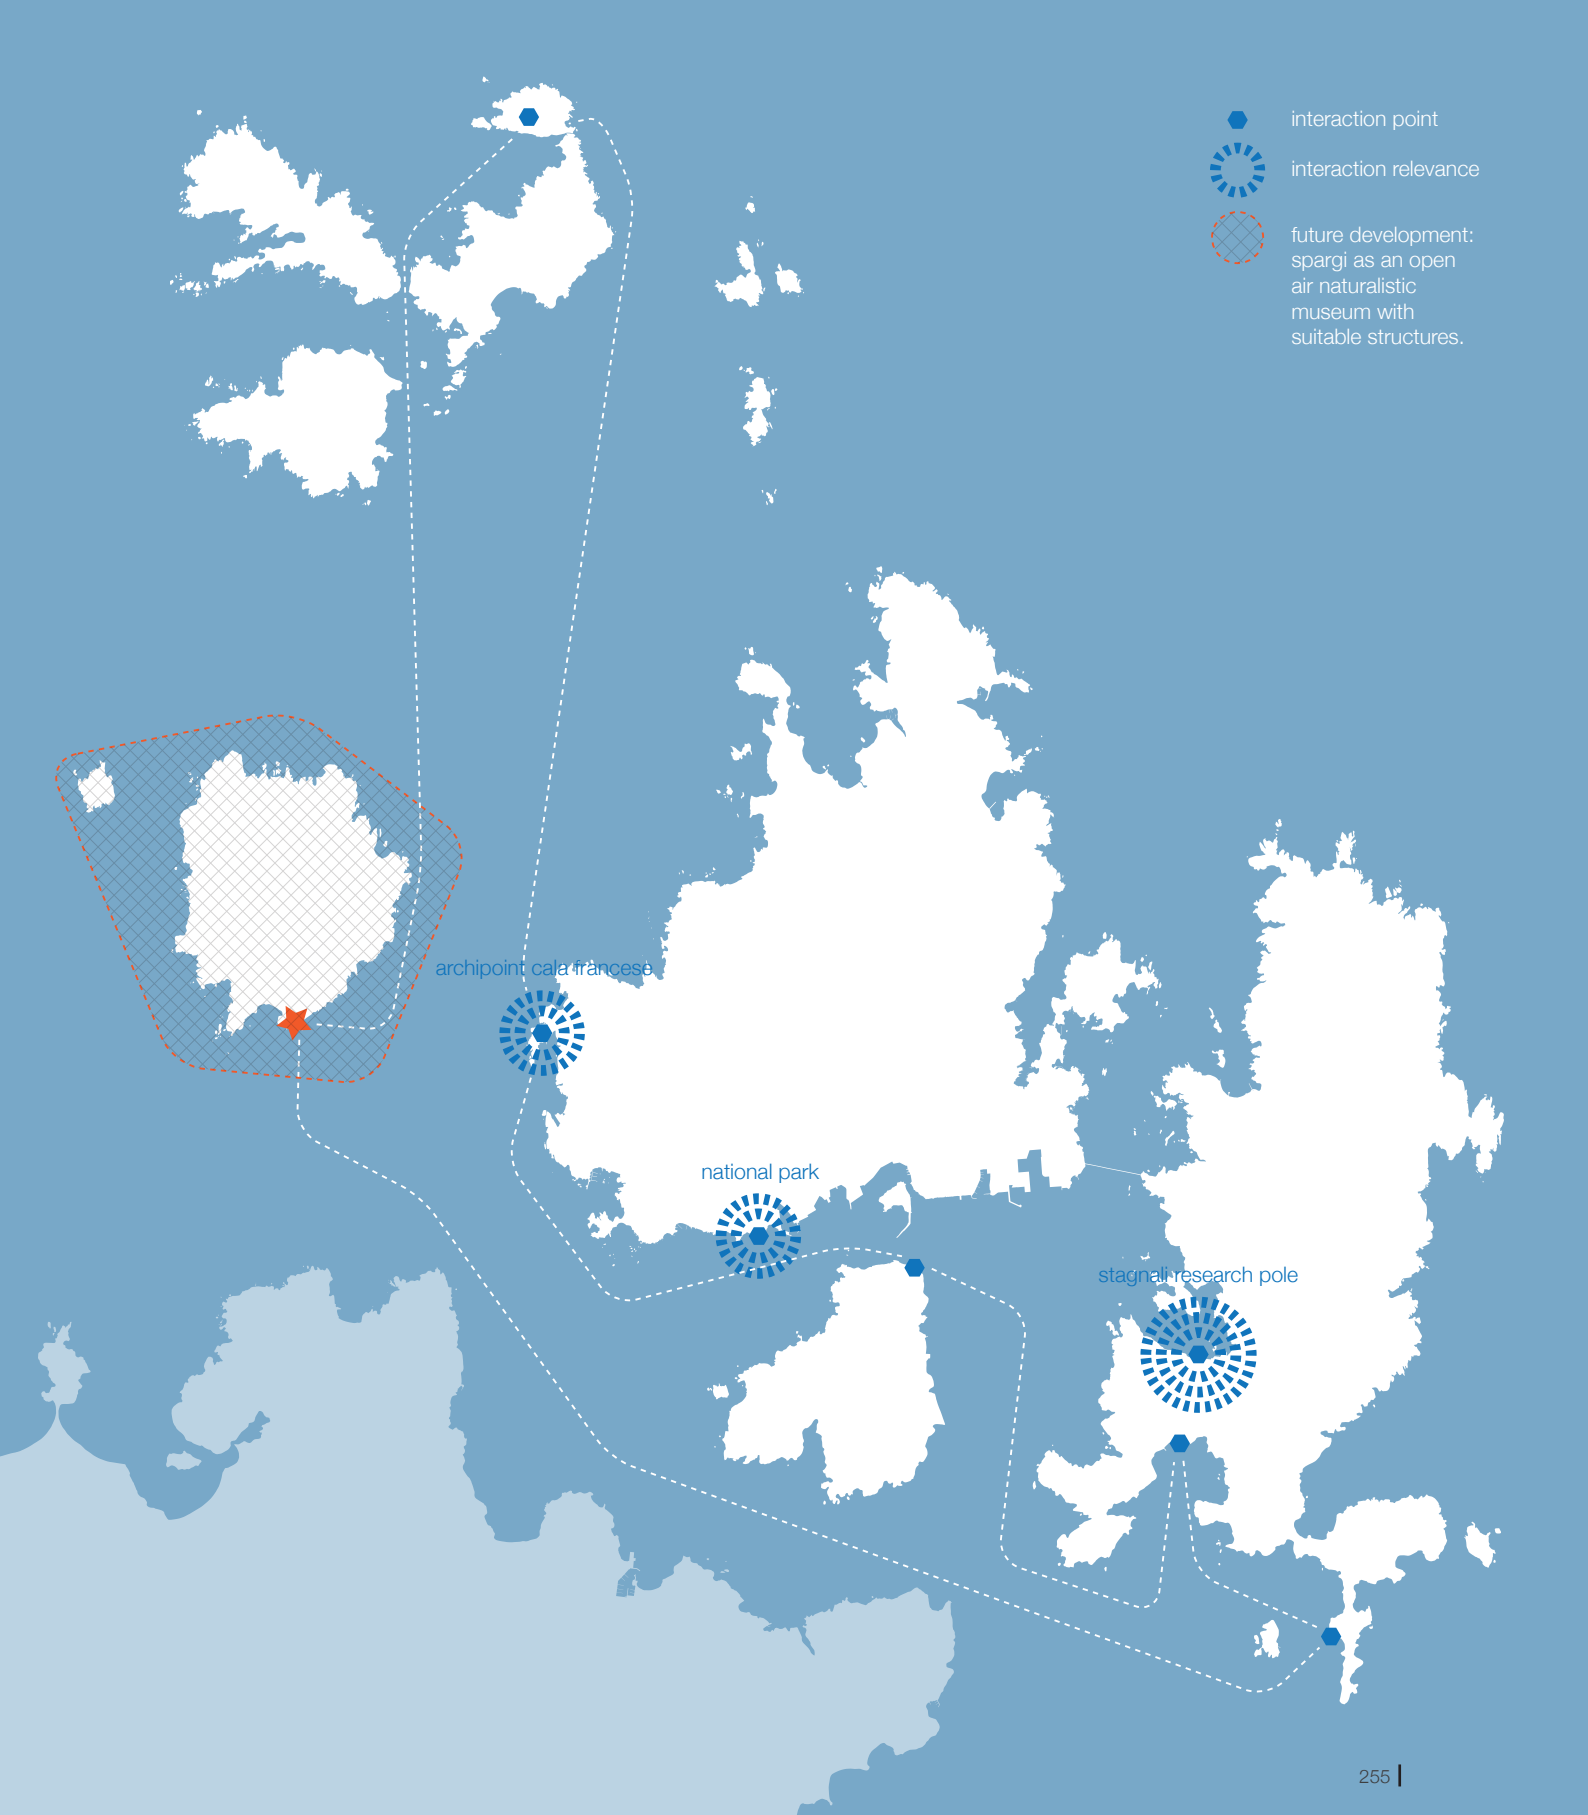 interaction point
interaction relevance
future development:
spargi as an open
air naturalistic
museum with
suitable structures.
archipoint cala francese
national park
stagnali research pole
255